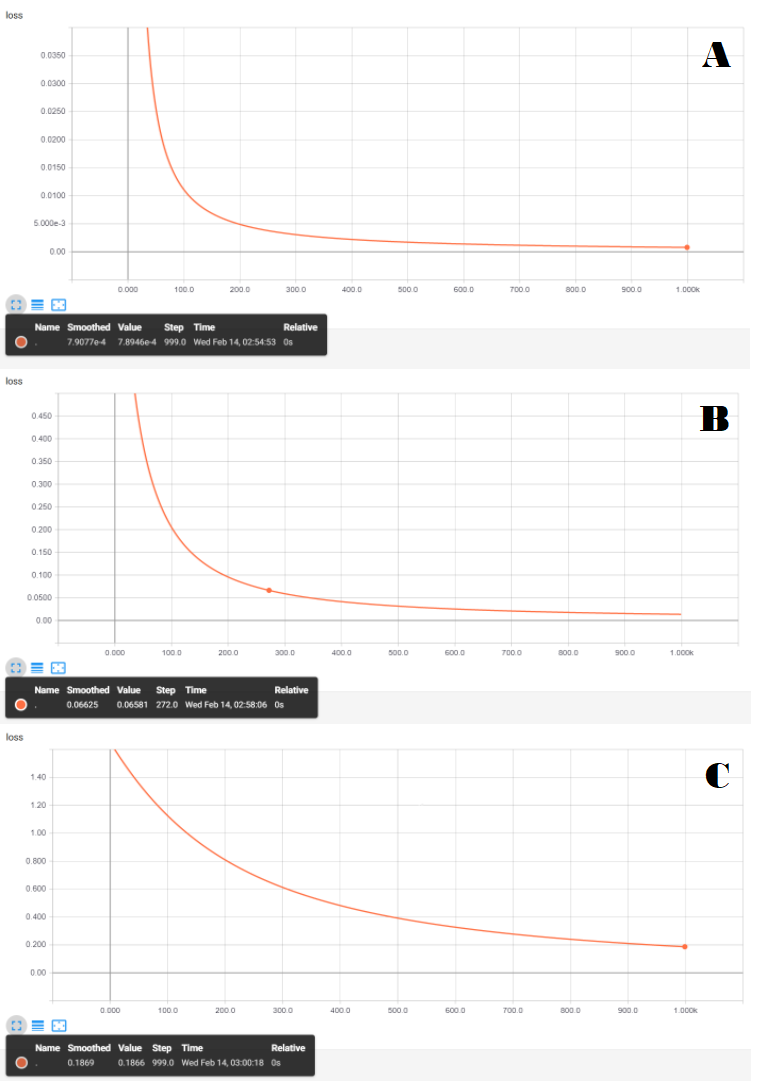 loss
A
0.0350
0.0300
0.0250
0.0200
0.0150
0.0100
5.000e-3
0.00
0.000 100.0 200.0 300.0 400.0 500.0 600.0 700.0 800.0 900.0 1.000k
Name Smoothed Value Step Time Relative
. 7.9077e-4 7.8946e-4 999.0 Wed Feb 14, 02:54:53 0s
loss
B
0.450
0.400
0.350
0.300
0.250
0.200
0.150
0.100
0.0500
0.00
0.000 100.0 200.0 300.0 400.0 500.0 600.0 700.0 800.0 900.0 1.000k
Name Smoothed Value Step Time Relative
. 0.06625 0.06581 272.0 Wed Feb 14, 02:58:06 0s
loss
C
1.40
1.20
1.00
0.800
0.600
0.400
0.200
0.00
0.000 100.0 200.0 300.0 400.0 500.0 600.0 700.0 800.0 900.0 1.000k
Name Smoothed Value Step Time Relative
. 0.1869 0.1866 999.0 Wed Feb 14, 03:00:18 0s